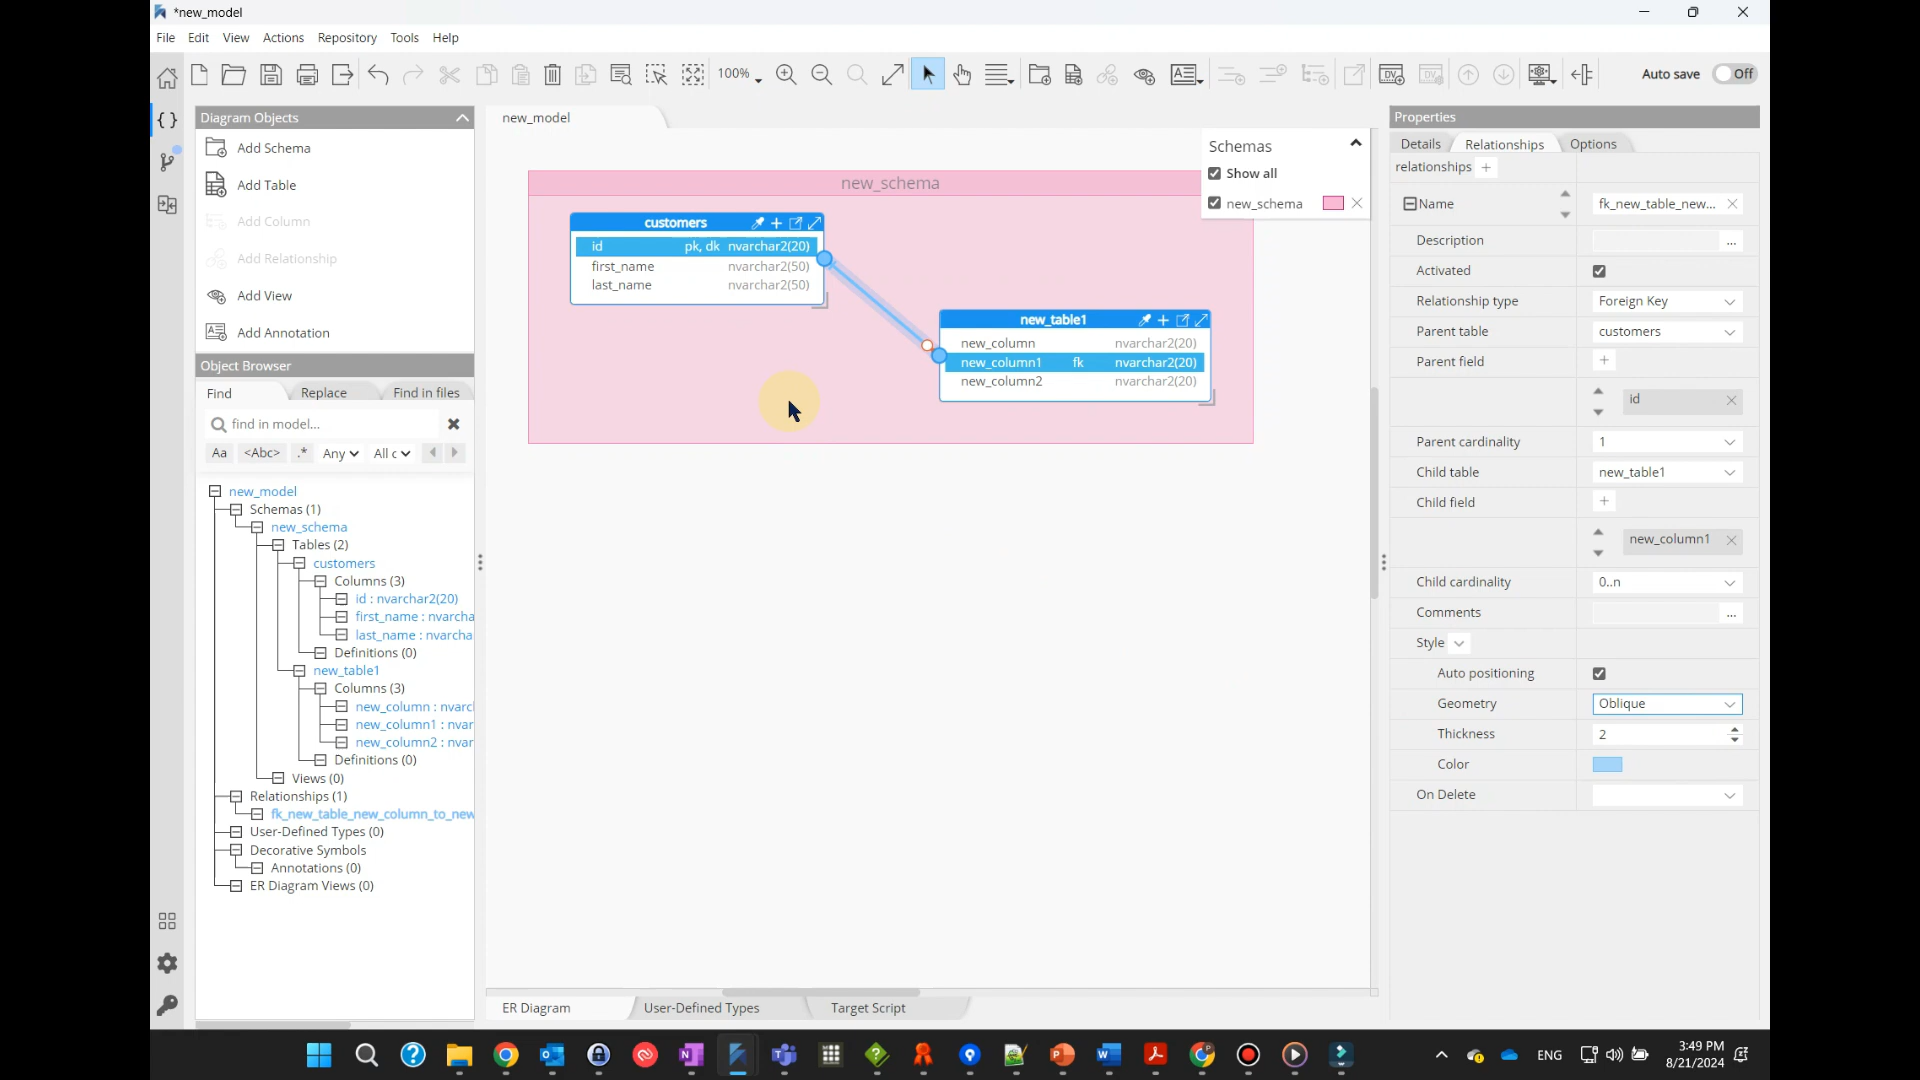 *new_model
File Edit View Actions Repository Tools Help
100%
Auto save Off
Diagram Objects
Add Schema
Add Table
Add Column
Add Relationship
Add View
Add Annotation
Object Browser
Find Replace Find in files
find in model...
Aa <Abc> .* Any All c
new_model
Schemas (1)
new_schema
Tables (2)
customers
Columns (3)
id : nvarchar2(20)
first_name : nvarcha
last_name : nvarcha
Definitions (0)
new_table1
Columns (3)
new_column : nvarc
new_column1 : nvar
new_column2 : nvar
Definitions (0)
Views (0)
Relationships (1)
fk_new_table_new_column_to_new
User-Defined Types (0)
Decorative Symbols
Annotations (0)
ER Diagram Views (0)
new_model
new_schema
customers
id pk, dk nvarchar2(20)
first_name nvarchar2(50)
last_name nvarchar2(50)
new_table1
new_column nvarchar2(20)
new_column1 fk nvarchar2(20)
new_column2 nvarchar2(20)
Schemas
Show all
new_schema
ER Diagram User-Defined Types Target Script
Properties
Details Relationships Options
relationships +
Name fk_new_table_new...
Description ...
Activated
Relationship type Foreign Key
Parent table customers
Parent field +
id
Parent cardinality 1
Child table new_table1
Child field +
new_column1
Child cardinality 0..n
Comments ...
Style
Auto positioning
Geometry Oblique
Thickness 2
Color
On Delete
ENG
3:49 PM
8/21/2024